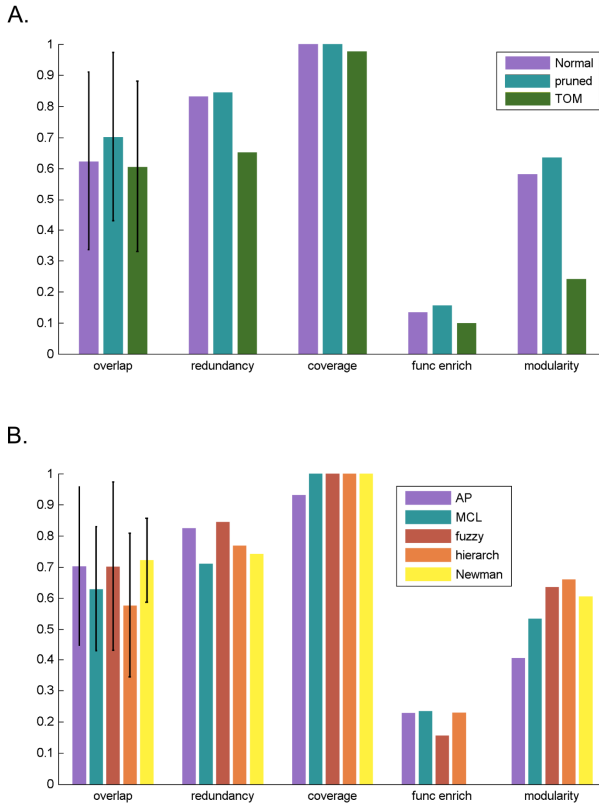 A.
1
0.9
0.8
0.7
0.6
0.5
0.4
0.3
0.2
0.1
0
Normal
pruned
TOM
overlap redundancy coverage func enrich modularity
B.
1
0.9
0.8
0.7
0.6
0.5
0.4
0.3
0.2
0.1
0
AP
MCL
fuzzy
hierarch
Newman
overlap redundancy coverage func enrich modularity